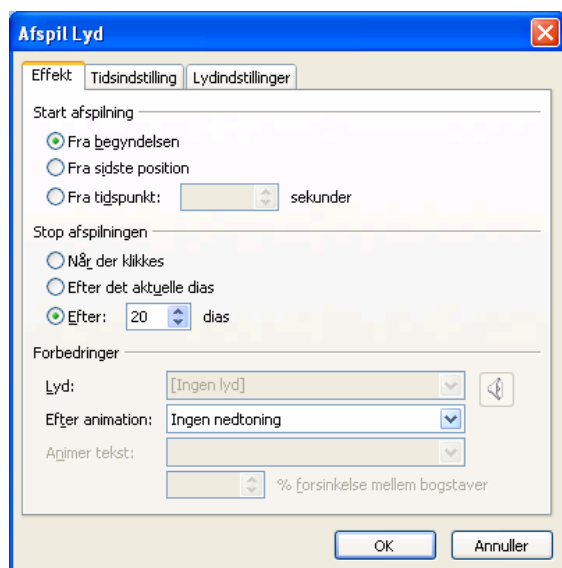 Afspil Lyd
Effekt Tidsindstilling Lydindstillinger
Start afspilning
Fra begyndelsen
Fra sidste position
Fra tidspunkt: sekunder
Stop afspilningen
Når der klikkes
Efter det aktuelle dias
Efter: 20 dias
Forbedringer
Lyd: [Ingen lyd]
Efter animation: Ingen nedtoning
Animer tekst:
% forsinkelse mellem bogstaver
OK Annuller